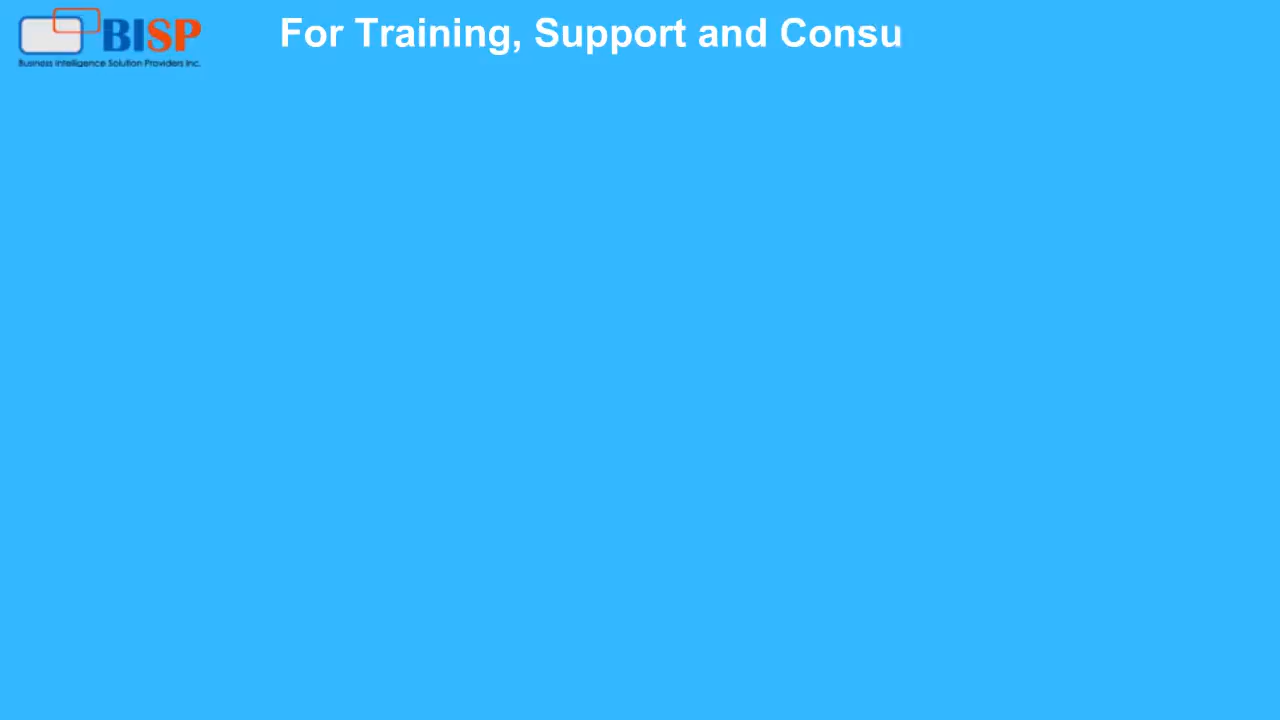 BISP
Business Intelligence Solution Providers Inc.
For Training, Support and Consu